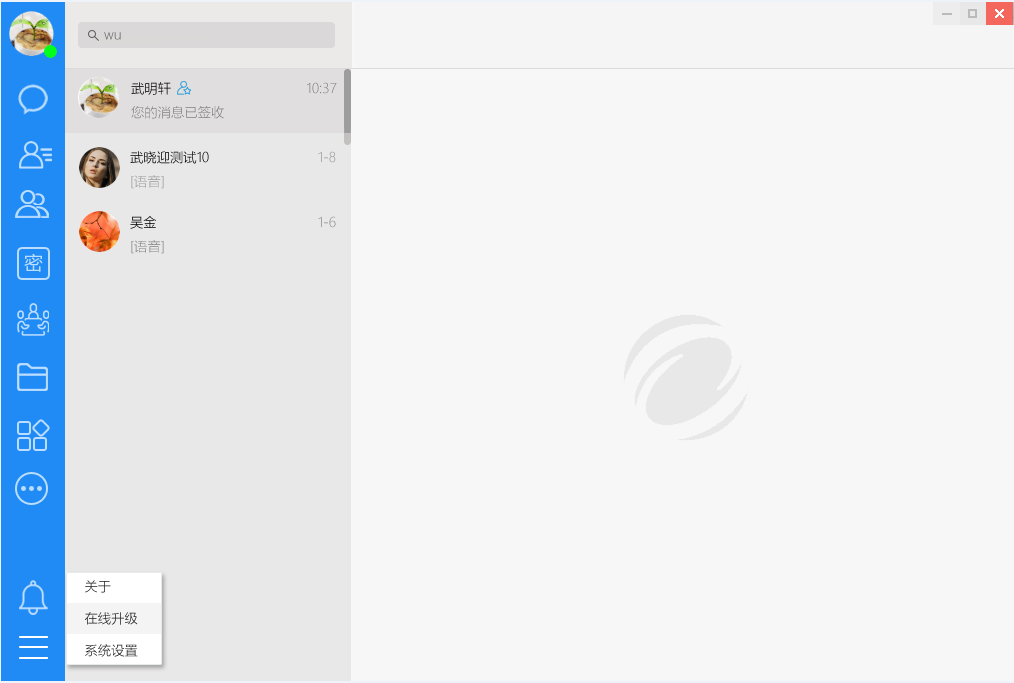 wu
武明轩
10:37
您的消息已签收
武晓迎测试10
1-8
[语音]
吴金
1-6
[语音]
密
关于
在线升级
系统设置